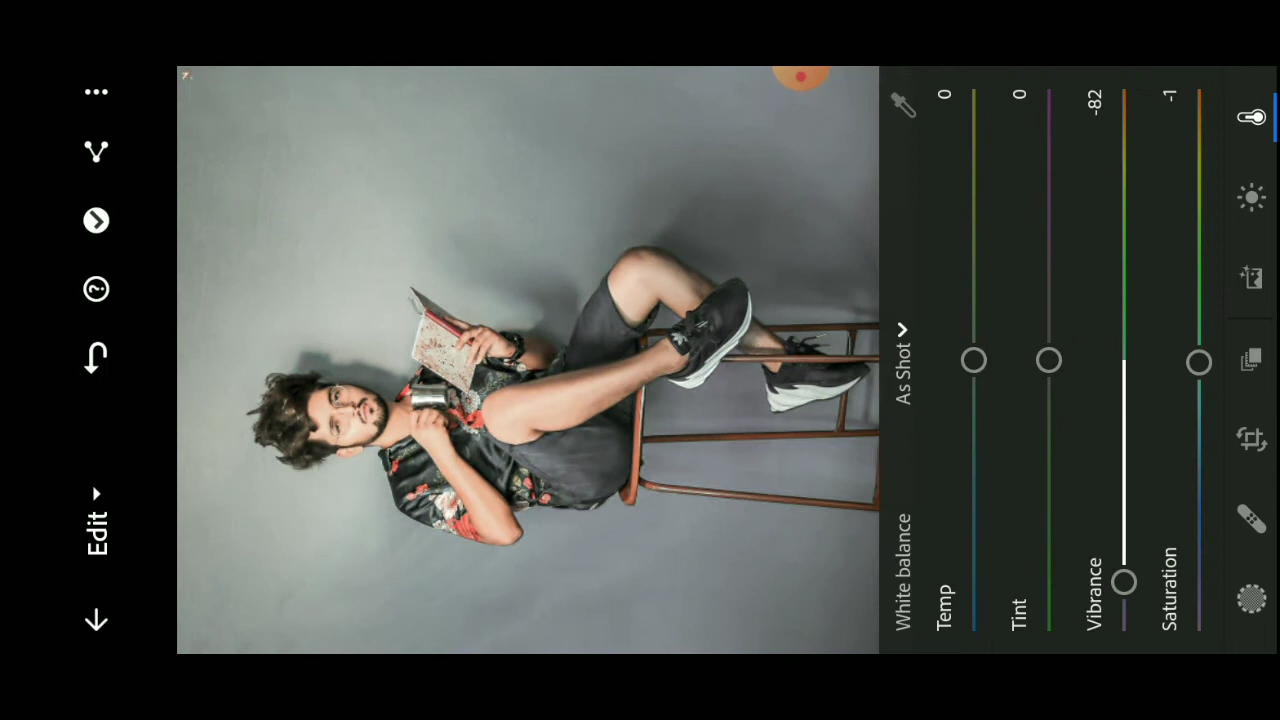 Edit
White balance
As Shot
Temp
0
Tint
0
Vibrance
-82
Saturation
-1